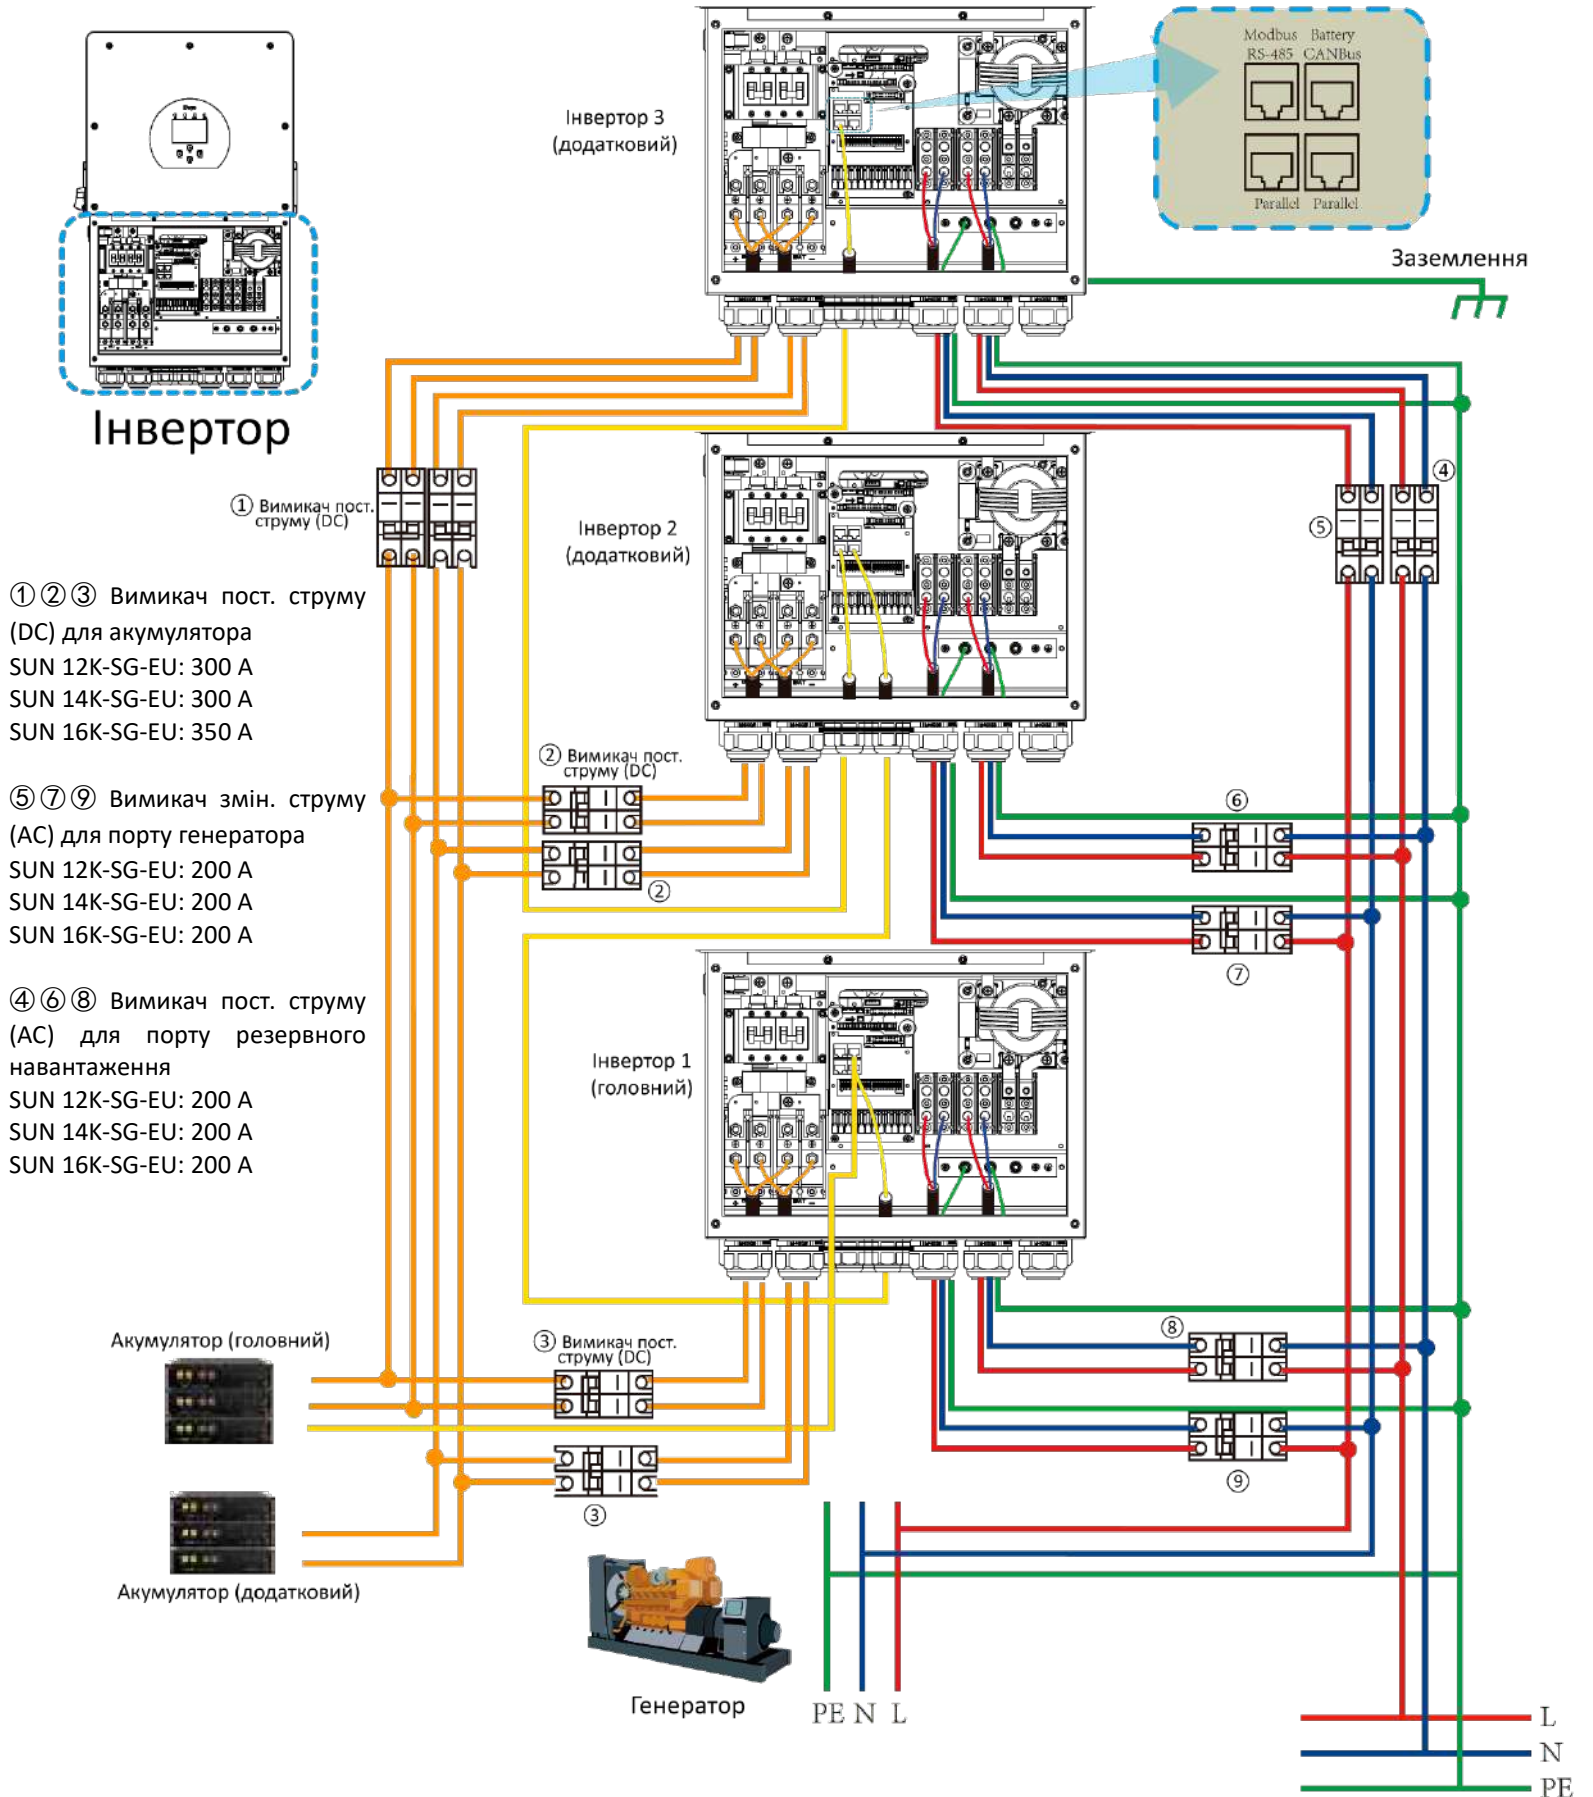 Modbus Battery
RS-485 CANBus
Parallel Parallel
Інвертор 3
(додатковий)
Заземлення
Інвертор
① Вимикач пост.
струму (DC)
④
⑤
Інвертор 2
(додатковий)
①②③ Вимикач пост. струму
(DC) для акумулятора
SUN 12K-SG-EU: 300 A
SUN 14K-SG-EU: 300 A
SUN 16K-SG-EU: 350 A
② Вимикач пост.
струму (DC)
②
⑥
⑦
⑤⑦⑨ Вимикач змін. струму
(AC) для порту генератора
SUN 12K-SG-EU: 200 A
SUN 14K-SG-EU: 200 A
SUN 16K-SG-EU: 200 A
④⑥⑧ Вимикач пост. струму
(AC) для порту резервного
навантаження
SUN 12K-SG-EU: 200 A
SUN 14K-SG-EU: 200 A
SUN 16K-SG-EU: 200 A
Інвертор 1
(головний)
Акумулятор (головний)
③ Вимикач пост.
струму (DC)
③
⑧
⑨
Акумулятор (додатковий)
Генератор
PE N L
L
N
PE